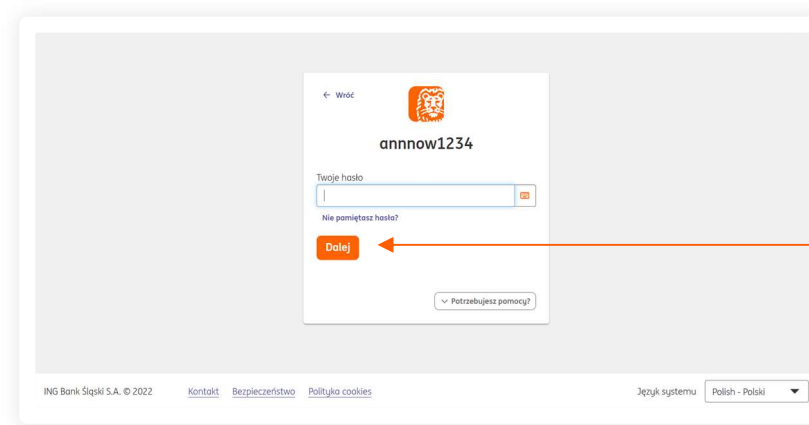 ← Wróć
annnow1234
Twoje hasło
Nie pamiętasz hasła?
Dalej
Potrzebujesz pomocy?
ING Bank Śląski S.A. © 2022 Kontakt Bezpieczeństwo Polityka cookies Język systemu Polish - Polski